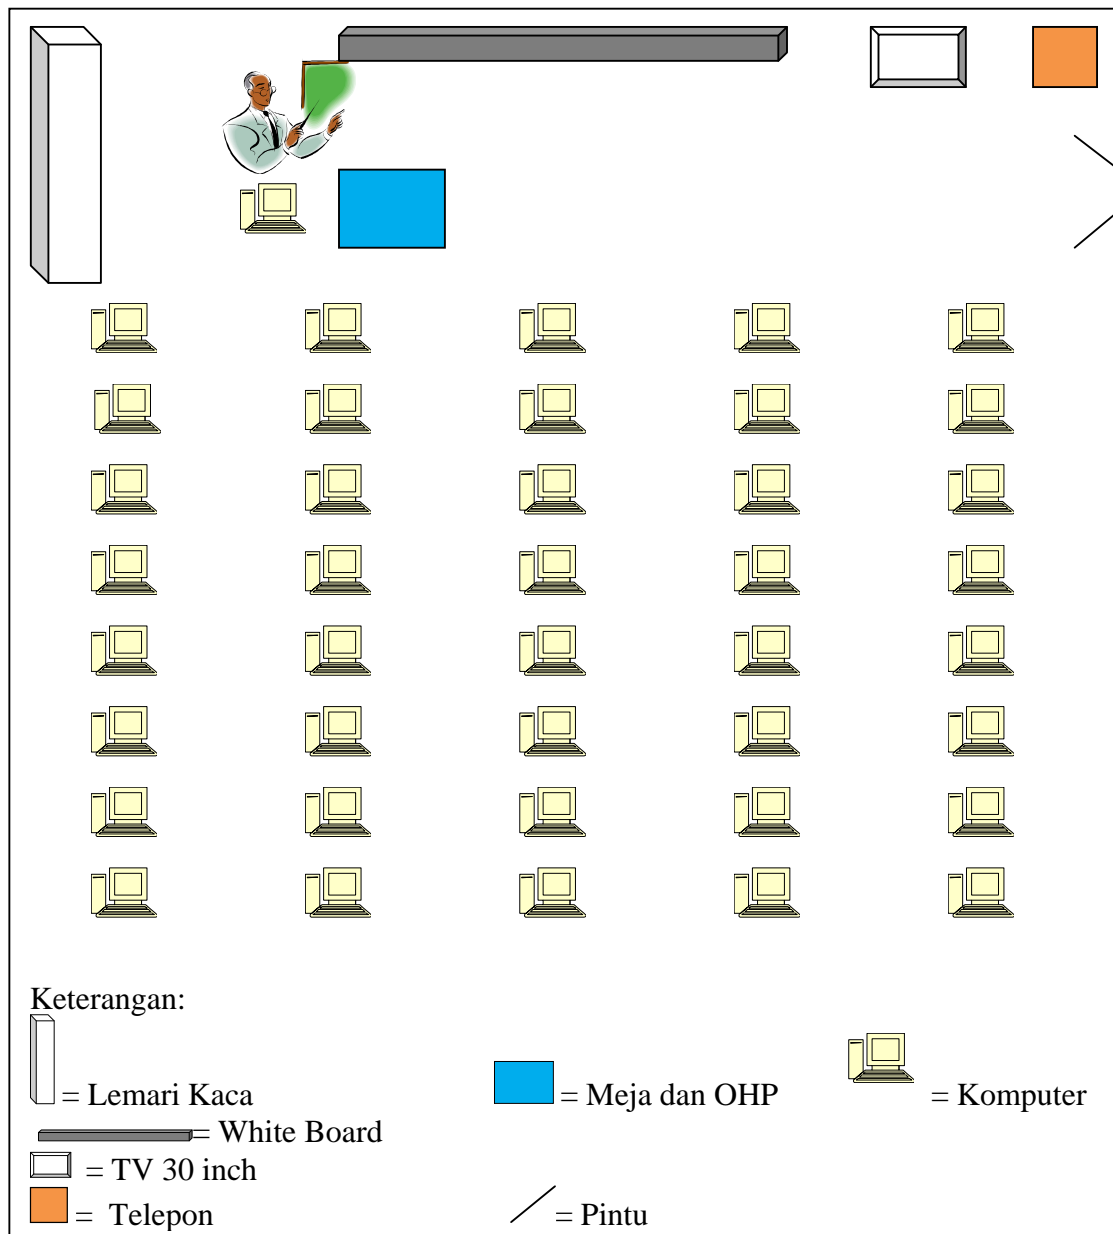 Keterangan:
= Lemari Kaca = Meja dan OHP = Komputer
= White Board
= TV 30 inch
= Telepon = Pintu